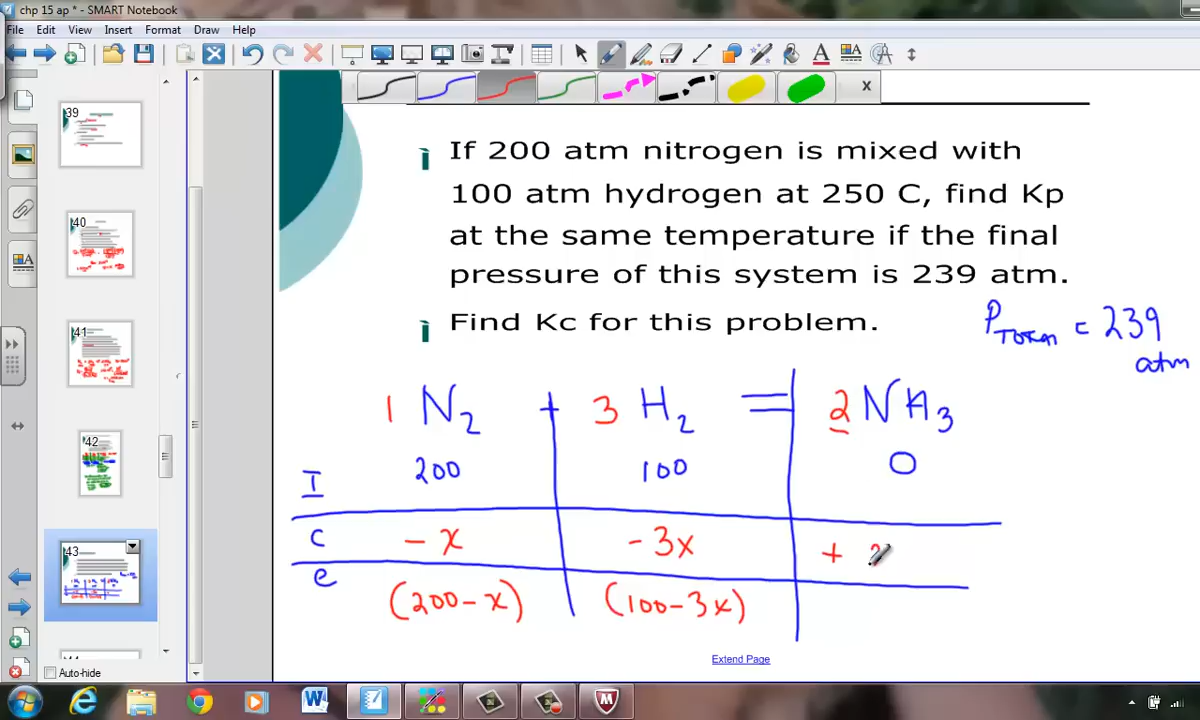 chp 15 ap * - SMART Notebook
File Edit View Insert Format Draw Help
x
39
40
41
42
43
Auto-hide
If 200 atm nitrogen is mixed with
100 atm hydrogen at 250 C, find Kp
at the same temperature if the final
pressure of this system is 239 atm.
Find Kc for this problem.
P Total = 239
atm
1 N2 + 3 H2 = 2 NH3
I 200 100 0
C - x - 3x +
e (200 - x) (100 - 3x)
Extend Page